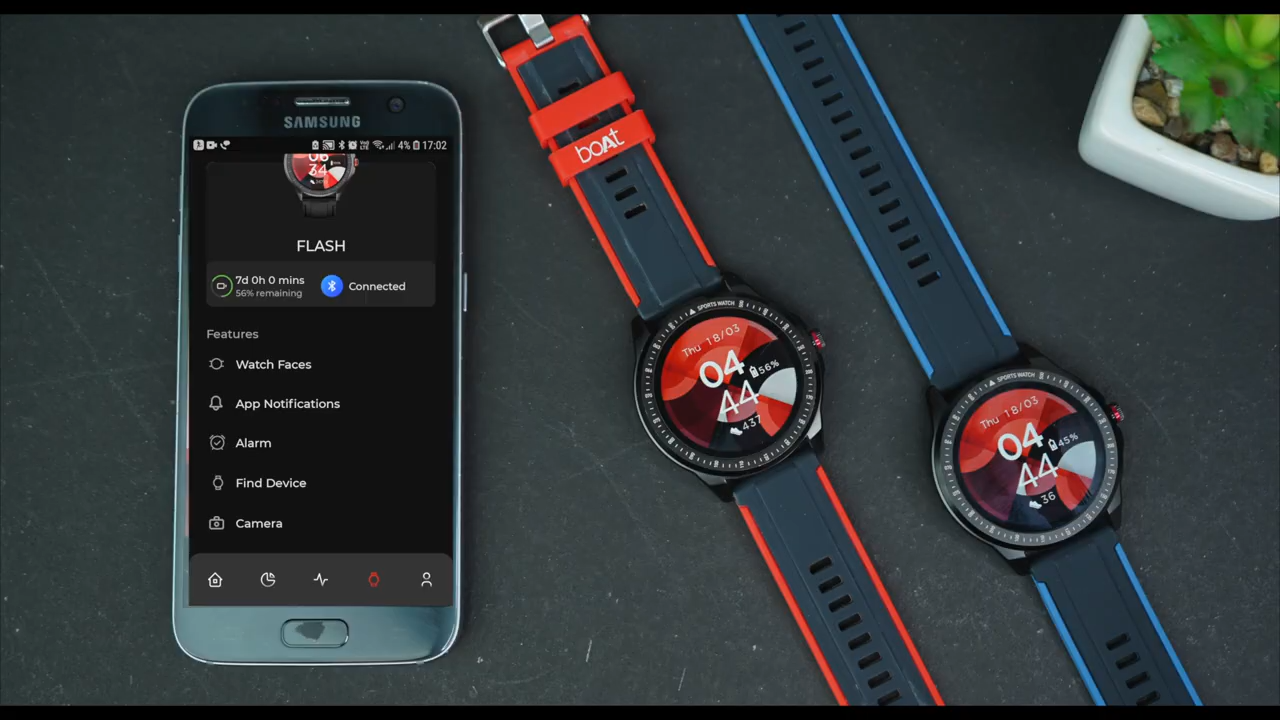 SAMSUNG
4% 17:02
06
34
FLASH
7d 0h 0 mins
56% remaining
Connected
Features
Watch Faces
App Notifications
Alarm
Find Device
Camera
boAt
SPORTS WATCH
Thu 18/03
04
56%
44
437
SPORTS WATCH
Thu 18/03
04
45%
44
36